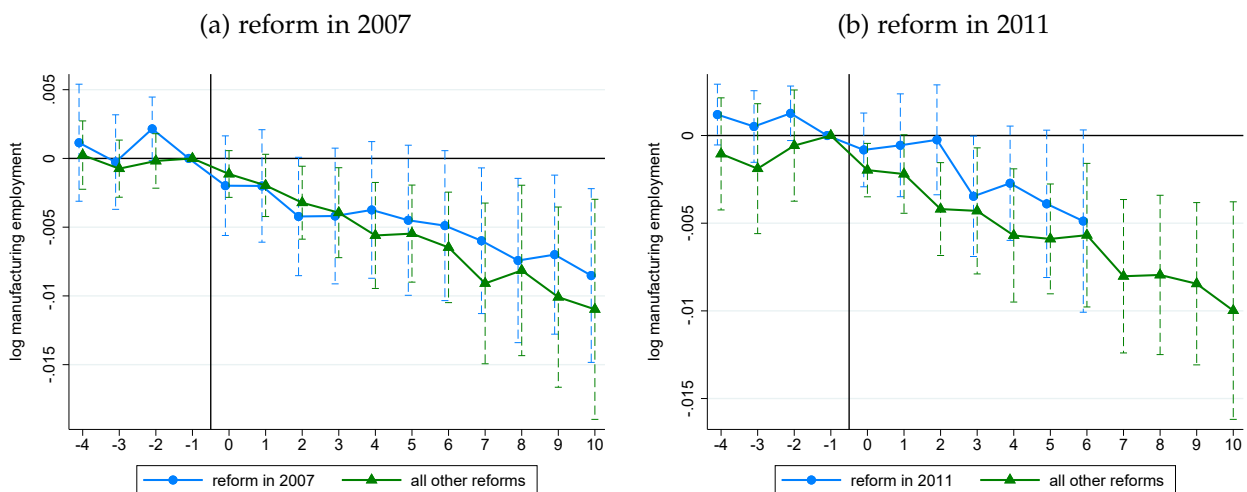 (a) reform in 2007
.005
0
-.005
-.01
-.015
log manufacturing employment
-4 -3 -2 -1 0 1 2 3 4 5 6 7 8 9 10
reform in 2007 all other reforms
(b) reform in 2011
0
-.005
-.01
-.015
log manufacturing employment
-4 -3 -2 -1 0 1 2 3 4 5 6 7 8 9 10
reform in 2011 all other reforms